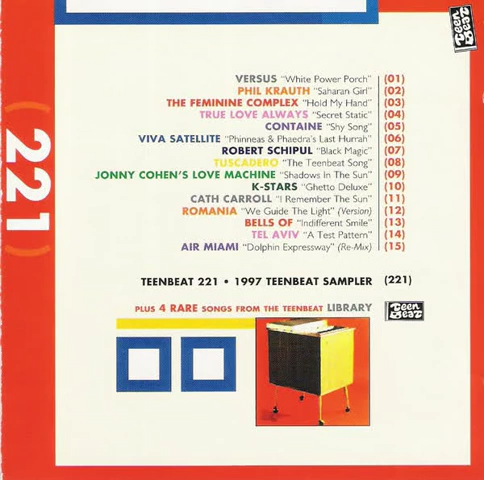 Teen Beat
(221)
VERSUS "White Power Porch" (01)
PHIL KRAUTH "Saharan Girl" (02)
THE FEMININE COMPLEX "Hold My Hand" (03)
TRUE LOVE ALWAYS "Secret Static" (04)
CONTAINE "Shy Song" (05)
VIVA SATELLITE "Phinneas & Phaedra's Last Hurrah" (06)
ROBERT SCHIPUL "Black Magic" (07)
TUSCADERO "The Teenbeat Song" (08)
JONNY COHEN'S LOVE MACHINE "Shadows In The Sun" (09)
K-STARS "Ghetto Deluxe" (10)
CATH CARROLL "I Remember The Sun" (11)
ROMANIA "We Guide The Light" (Version) (12)
BELLS OF "Indifferent Smile" (13)
TEL AVIV "A Test Pattern" (14)
AIR MIAMI "Dolphin Expressway" (Re-Mix) (15)
TEENBEAT 221 • 1997 TEENBEAT SAMPLER (221)
PLUS 4 RARE SONGS FROM THE TEENBEAT LIBRARY Teen Beat